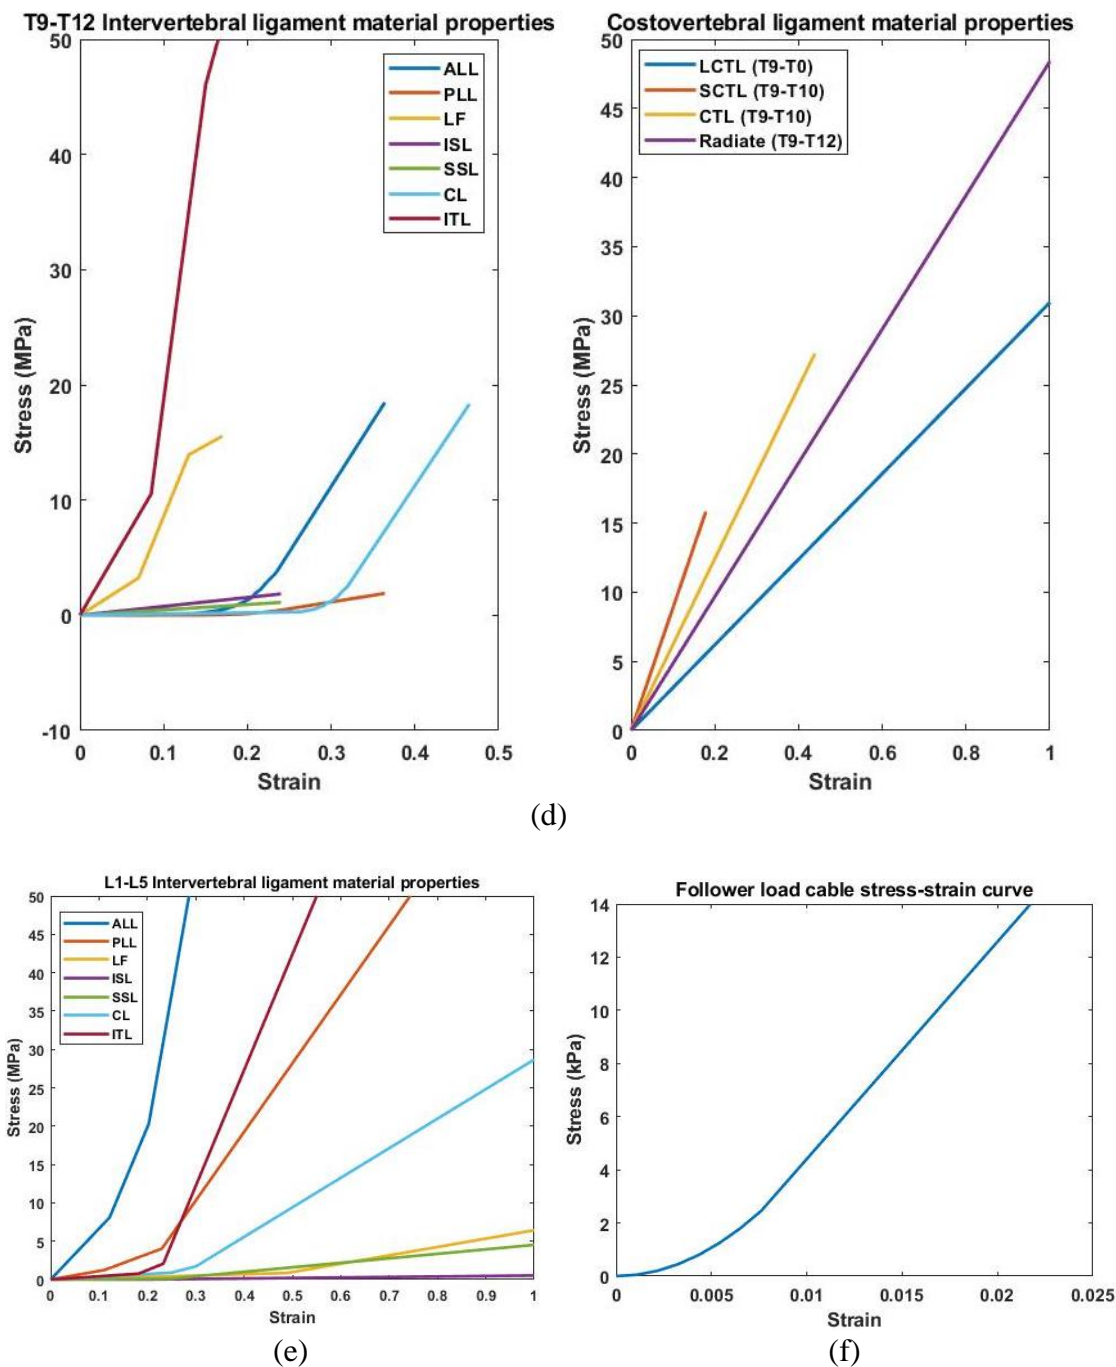 T9-T12 Intervertebral ligament material properties
50
40
30
20
10
0
-10
0
0.1
0.2
0.3
0.4
0.5
Stress (MPa)
Strain
ALL
PLL
LF
ISL
SSL
CL
ITL
Costovertebral ligament material properties
50
45
40
35
30
25
20
15
10
5
0
0
0.2
0.4
0.6
0.8
1
Stress (MPa)
Strain
LCTL (T9-T0)
SCTL (T9-T10)
CTL (T9-T10)
Radiate (T9-T12)
(d)
L1-L5 Intervertebral ligament material properties
50
45
40
35
30
25
20
15
10
5
0
0
0.1
0.2
0.3
0.4
0.5
0.6
0.7
0.8
0.9
1
Stress (MPa)
Strain
ALL
PLL
LF
ISL
SSL
CL
ITL
(e)
Follower load cable stress-strain curve
14
12
10
8
6
4
2
0
0
0.005
0.01
0.015
0.02
0.025
Stress (kPa)
Strain
(f)